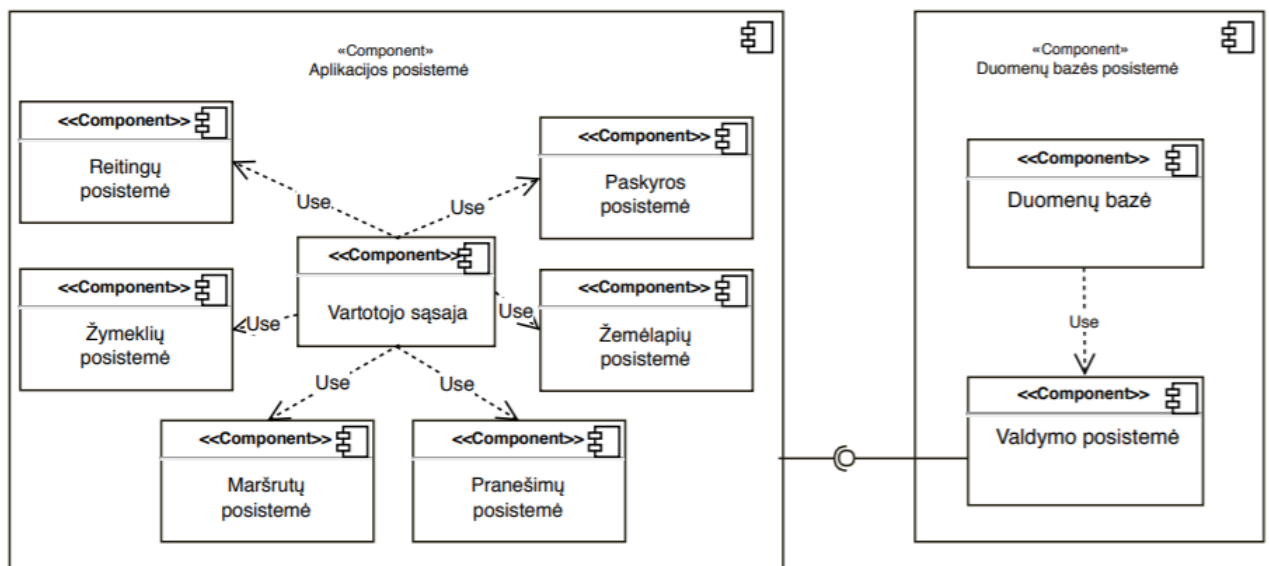 «Component»
Aplikacijos posistemė
<<Component>>
Reitingų
posistemė
<<Component>>
Paskyros
posistemė
Use
Use
<<Component>>
Vartotojo sąsaja
<<Component>>
Žymeklių
posistemė
Use
Use
<<Component>>
Žemėlapių
posistemė
Use
Use
<<Component>>
Maršrutų
posistemė
<<Component>>
Pranešimų
posistemė
«Component»
Duomenų bazės posistemė
<<Component>>
Duomenų bazė
Use
<<Component>>
Valdymo posistemė